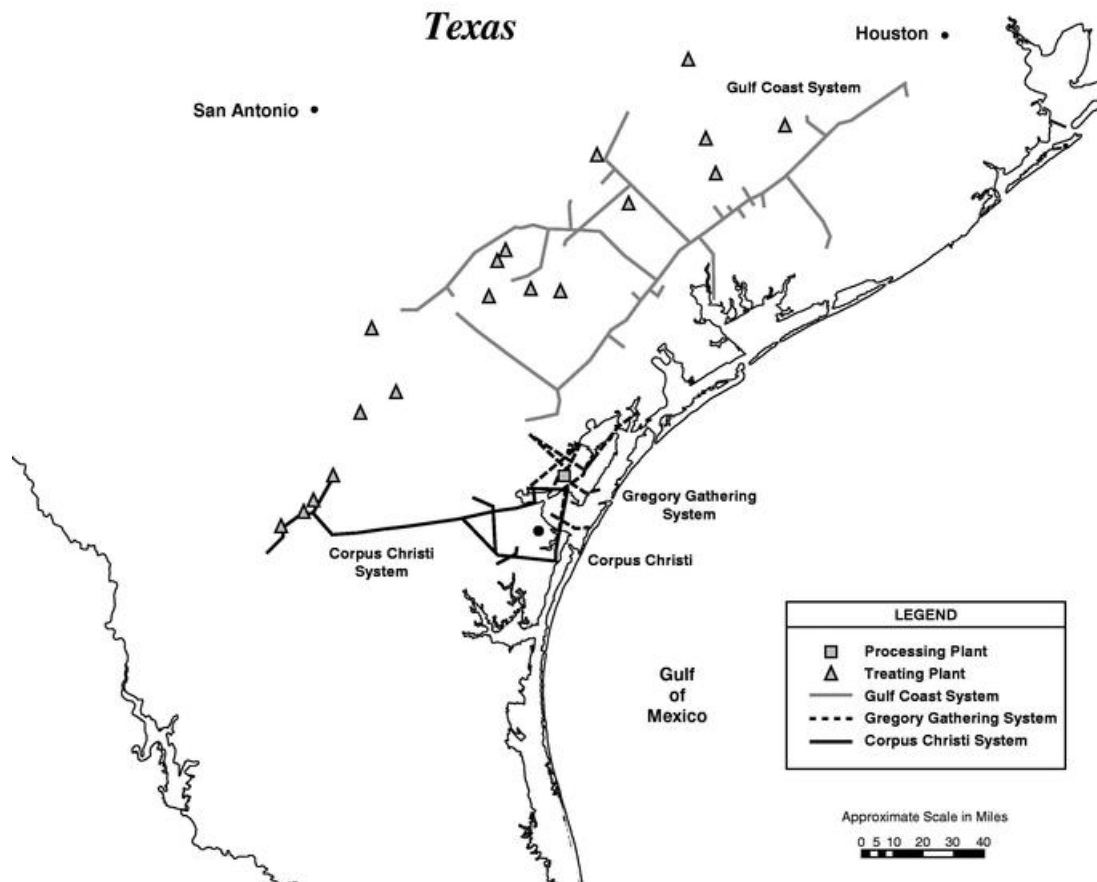 Texas
Houston
Gulf Coast
System
San Antonio
Gregory Gathering
System
Corpus Christi
System
Corpus Christi
Gulf
of
Mexico
LEGEND
Processing Plant
Treating Plant
Gulf Coast System
Gregory Gathering System
Corpus Christi System
Approximate Scale in Miles
0 5 10 20 30 40